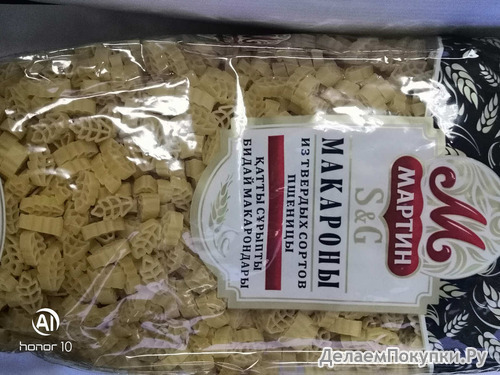 М
МАРТИН
S&G
МАКАРОНЫ
ИЗ ТВЕРДЫХ СОРТОВ
ПШЕНИЦЫ
ҚАТТЫ СҰРЫПТЫ
БИДАЙ МАКАРОНДАРЫ
AI
honor 10
ДелаемПокупки.Ру